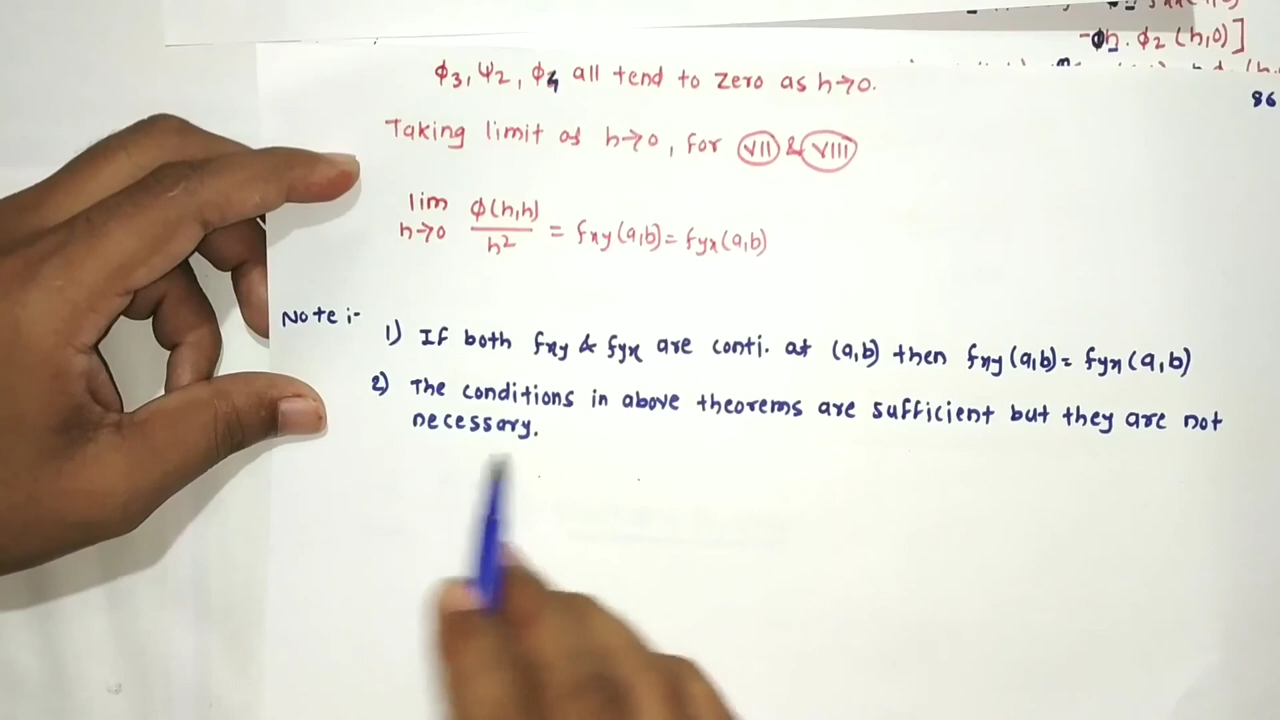 -ϕh. ϕ2 (h,0)]
86
ϕ3, ψ2, ϕ4 all tend to zero as h→0.
Taking limit as h→0, for VII & VIII
lim h→0 ϕ(h,h)/h² = fxy(a,b) = fyx(a,b)
Note :-
1) If both fxy & fyx are conti. at (a,b) then fxy(a,b) = fyx(a,b)
2) The conditions in above theorems are sufficient but they are not
necessary.